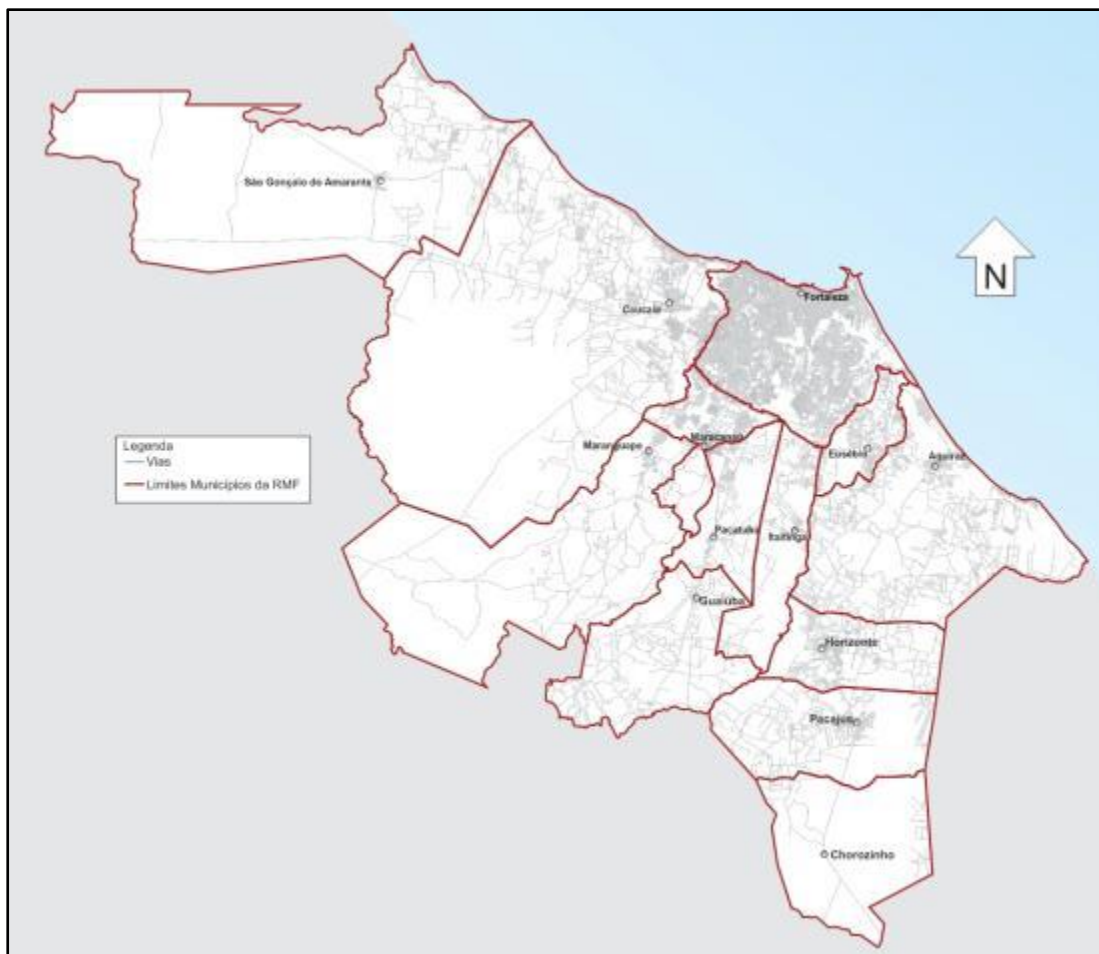 São Gonçalo do Amarante
N
Fortaleza
Caucaia
Maracanaú
Maranguape
Eusébio
Aquiraz
Legenda
Vias
Limites Municípios da RMF
Pacatuba
Itaitinga
Guaiúba
Horizonte
Pacajus
Chorozinho